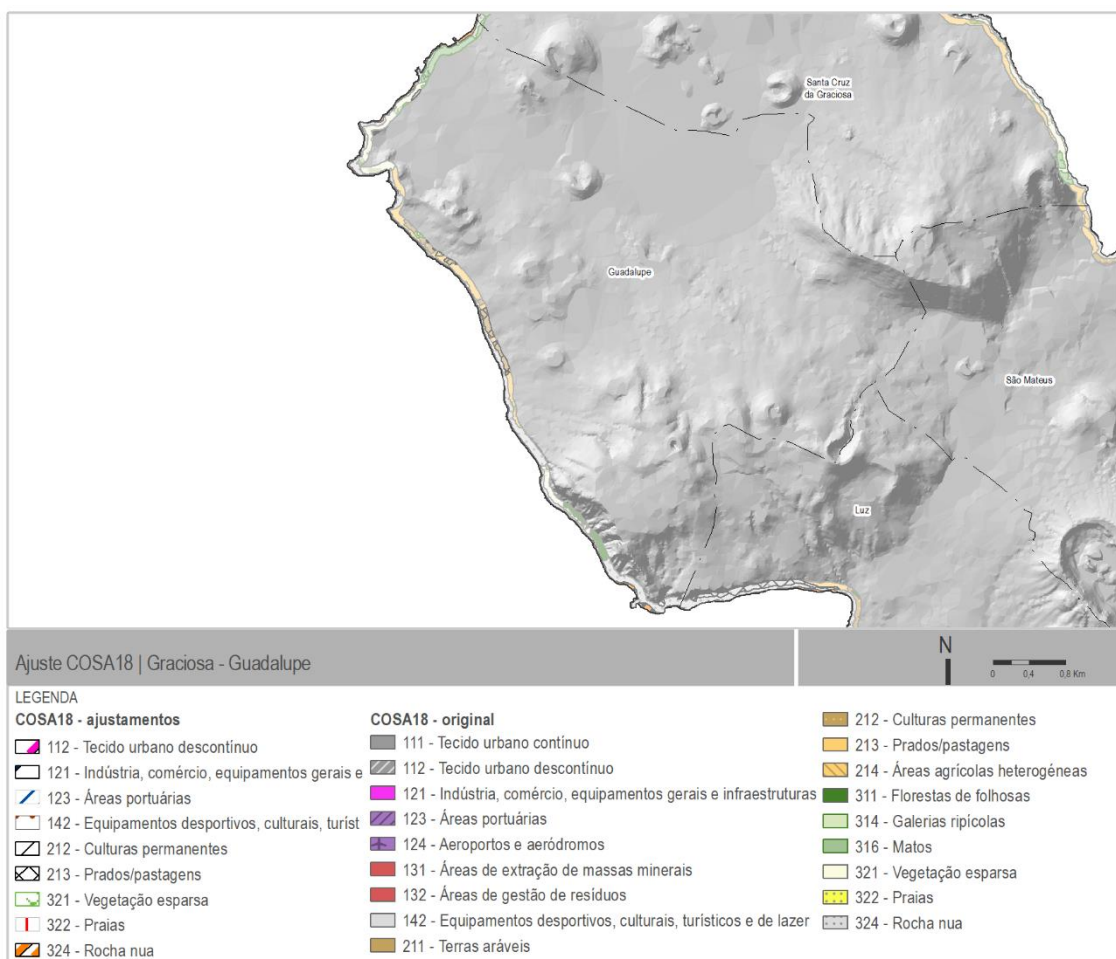 Santa Cruz
da Graciosa
Guadalupe
São Mateus
Luz
Ajuste COSA18 | Graciosa - Guadalupe
N
0 0,4 0,8 Km
LEGENDA
COSA18 - ajustamentos
112 - Tecido urbano descontínuo
121 - Indústria, comércio, equipamentos gerais e
123 - Áreas portuárias
142 - Equipamentos desportivos, culturais, turíst
212 - Culturas permanentes
213 - Prados/pastagens
321 - Vegetação esparsa
322 - Praias
324 - Rocha nua
COSA18 - original
111 - Tecido urbano contínuo
112 - Tecido urbano descontínuo
121 - Indústria, comércio, equipamentos gerais e infraestruturas
123 - Áreas portuárias
124 - Aeroportos e aeródromos
131 - Áreas de extração de massas minerais
132 - Áreas de gestão de resíduos
142 - Equipamentos desportivos, culturais, turísticos e de lazer
211 - Terras aráveis
212 - Culturas permanentes
213 - Prados/pastagens
214 - Áreas agrícolas heterogéneas
311 - Florestas de folhosas
314 - Galerias ripícolas
316 - Matos
321 - Vegetação esparsa
322 - Praias
324 - Rocha nua